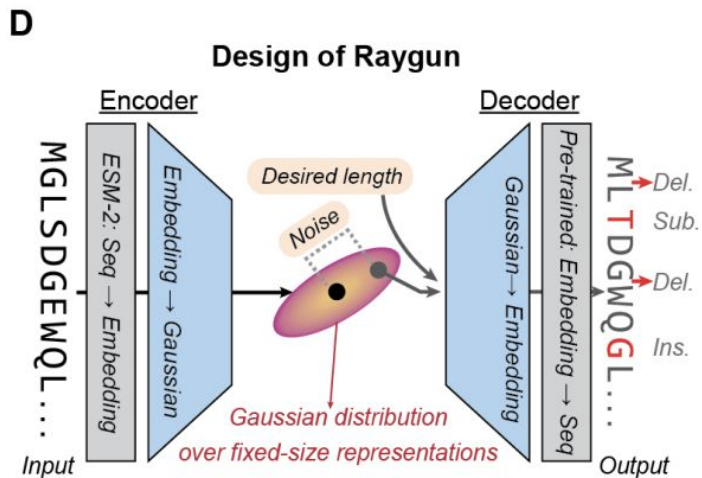 D
Design of Raygun
Encoder
Decoder
MGLSDGEWQL....
ESM-2: Seq → Embedding
Embedding → Gaussian
Desired length
Noise
Gaussian→ Embedding
Pre-trained: Embedding → Seq
MLTDGWQGL....
Del.
Sub.
Del.
Ins.
Gaussian distribution
over fixed-size representations
Input
Output